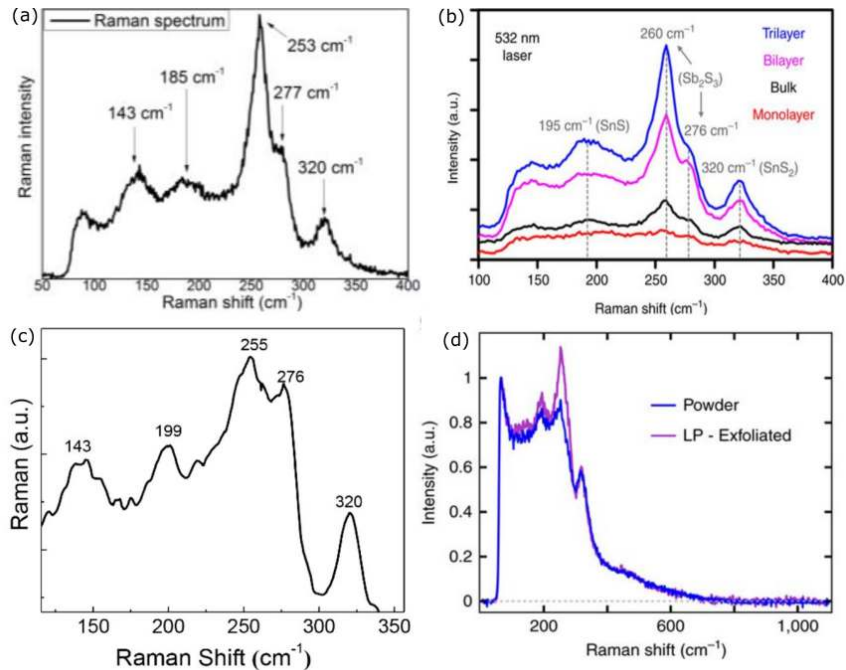 (a)
Raman spectrum
253 cm⁻¹
185 cm⁻¹
277 cm⁻¹
143 cm⁻¹
320 cm⁻¹
Raman intensity
50 100 150 200 250 300 350 400
Raman shift (cm⁻¹)
(b)
532 nm
laser
260 cm⁻¹
Trilayer
(Sb₂S₃)
Bilayer
Bulk
195 cm⁻¹ (SnS)
276 cm⁻¹
Monolayer
320 cm⁻¹ (SnS₂)
Intensity (a.u.)
100 150 200 250 300 350 400
Raman shift (cm⁻¹)
(c)
255
276
199
143
320
Raman (a.u.)
150 200 250 300 350
Raman Shift (cm⁻¹)
(d)
Powder
LP - Exfoliated
Intensity (a.u.)
1
0.8
0.6
0.4
0.2
0
200 600 1,000
Raman shift (cm⁻¹)